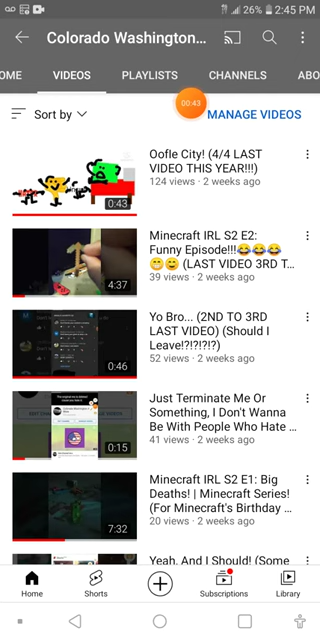 26% 2:45 PM
Colorado Washington...
OME VIDEOS PLAYLISTS CHANNELS ABO
00:43
Sort by MANAGE VIDEOS
Oofle City! (4/4 LAST
VIDEO THIS YEAR!!!)
124 views · 2 weeks ago
0:43
Minecraft IRL S2 E2:
Funny Episode!!!😂😂😂
😁😄 (LAST VIDEO 3RD T...
39 views · 2 weeks ago
4:37
Yo Bro... (2ND TO 3RD
LAST VIDEO) (Should I
Leave!?!?!?!?)
52 views · 2 weeks ago
0:46
Just Terminate Me Or
Something, I Don't Wanna
Be With People Who Hate ...
41 views · 2 weeks ago
0:15
Minecraft IRL S2 E1: Big
Deaths! | Minecraft Series!
(For Minecraft's Birthday ...
20 views · 2 weeks ago
7:32
Yeah, And I Should! (Some
Home Shorts Subscriptions Library